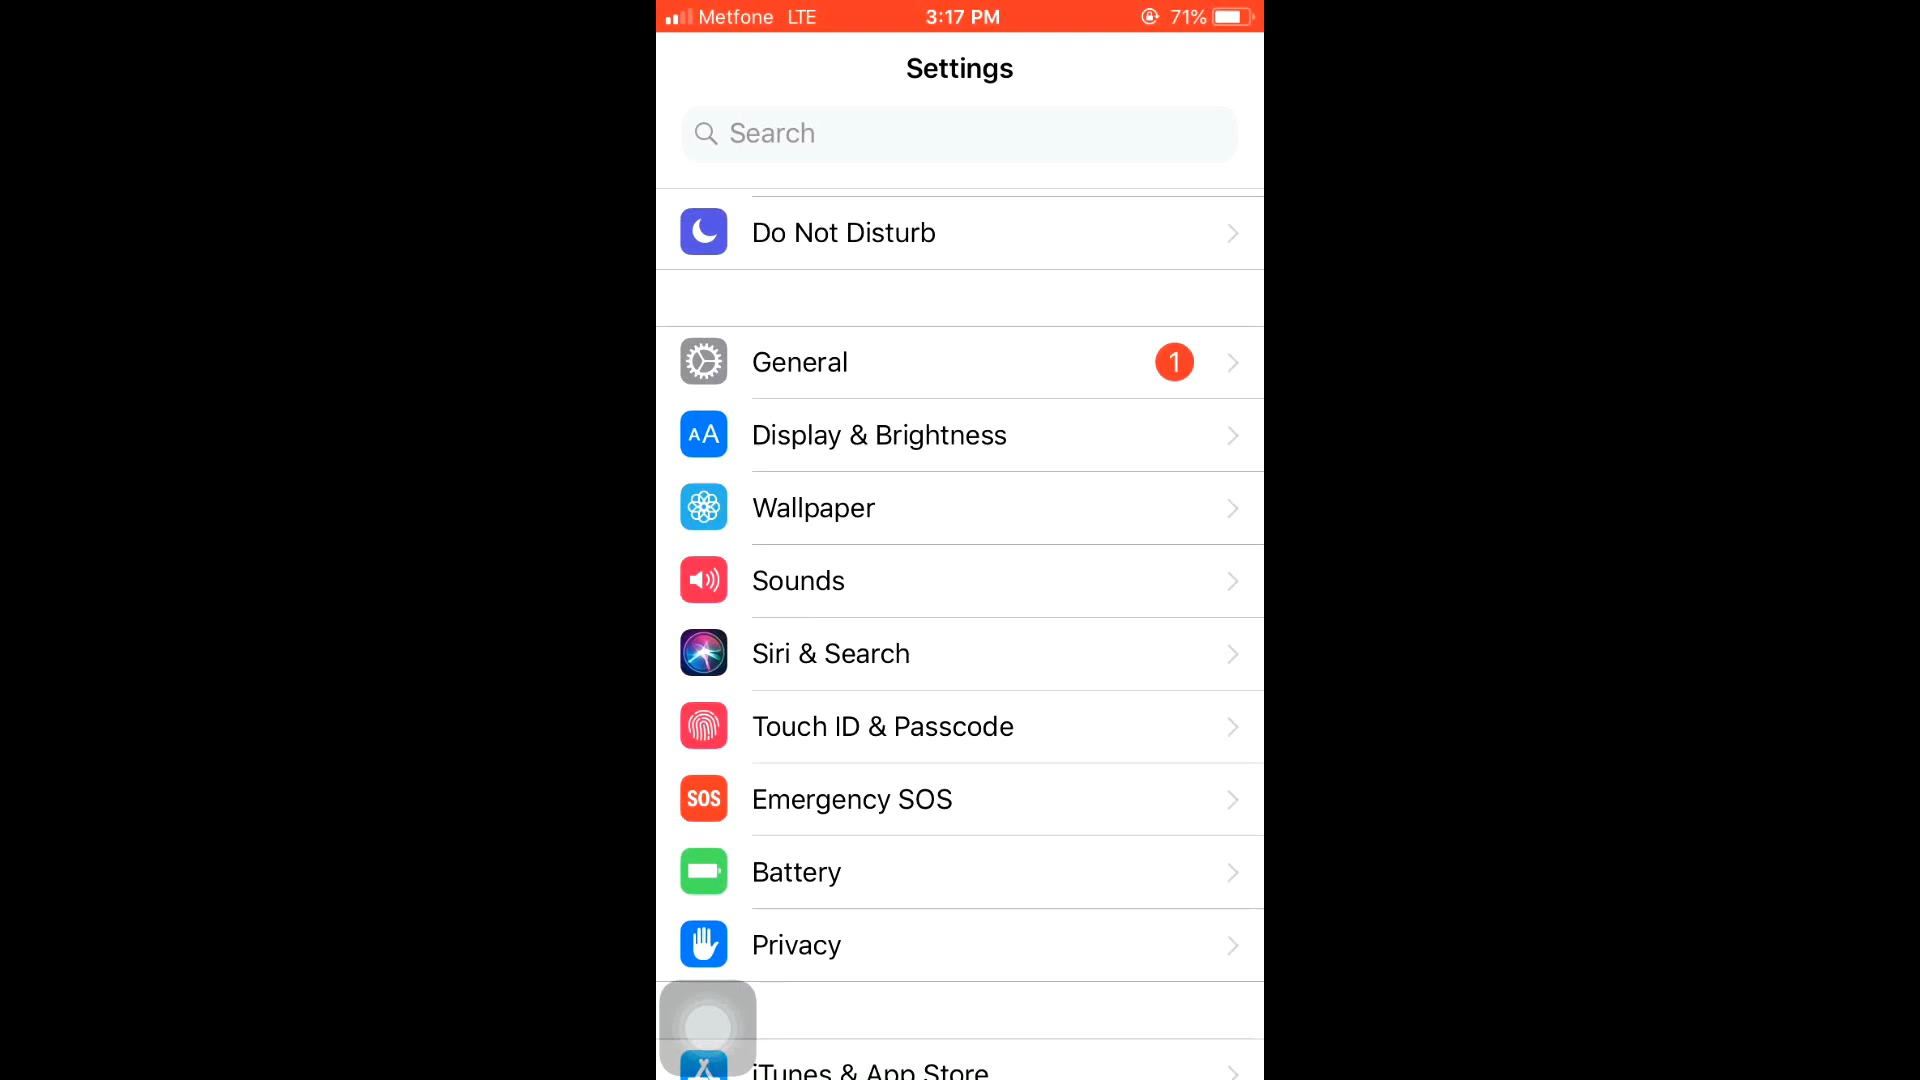 Metfone LTE 3:17 PM 71%
Settings
Search
Do Not Disturb
General 1
AA Display & Brightness
Wallpaper
Sounds
Siri & Search
Touch ID & Passcode
SOS Emergency SOS
Battery
Privacy
iTunes & App Store